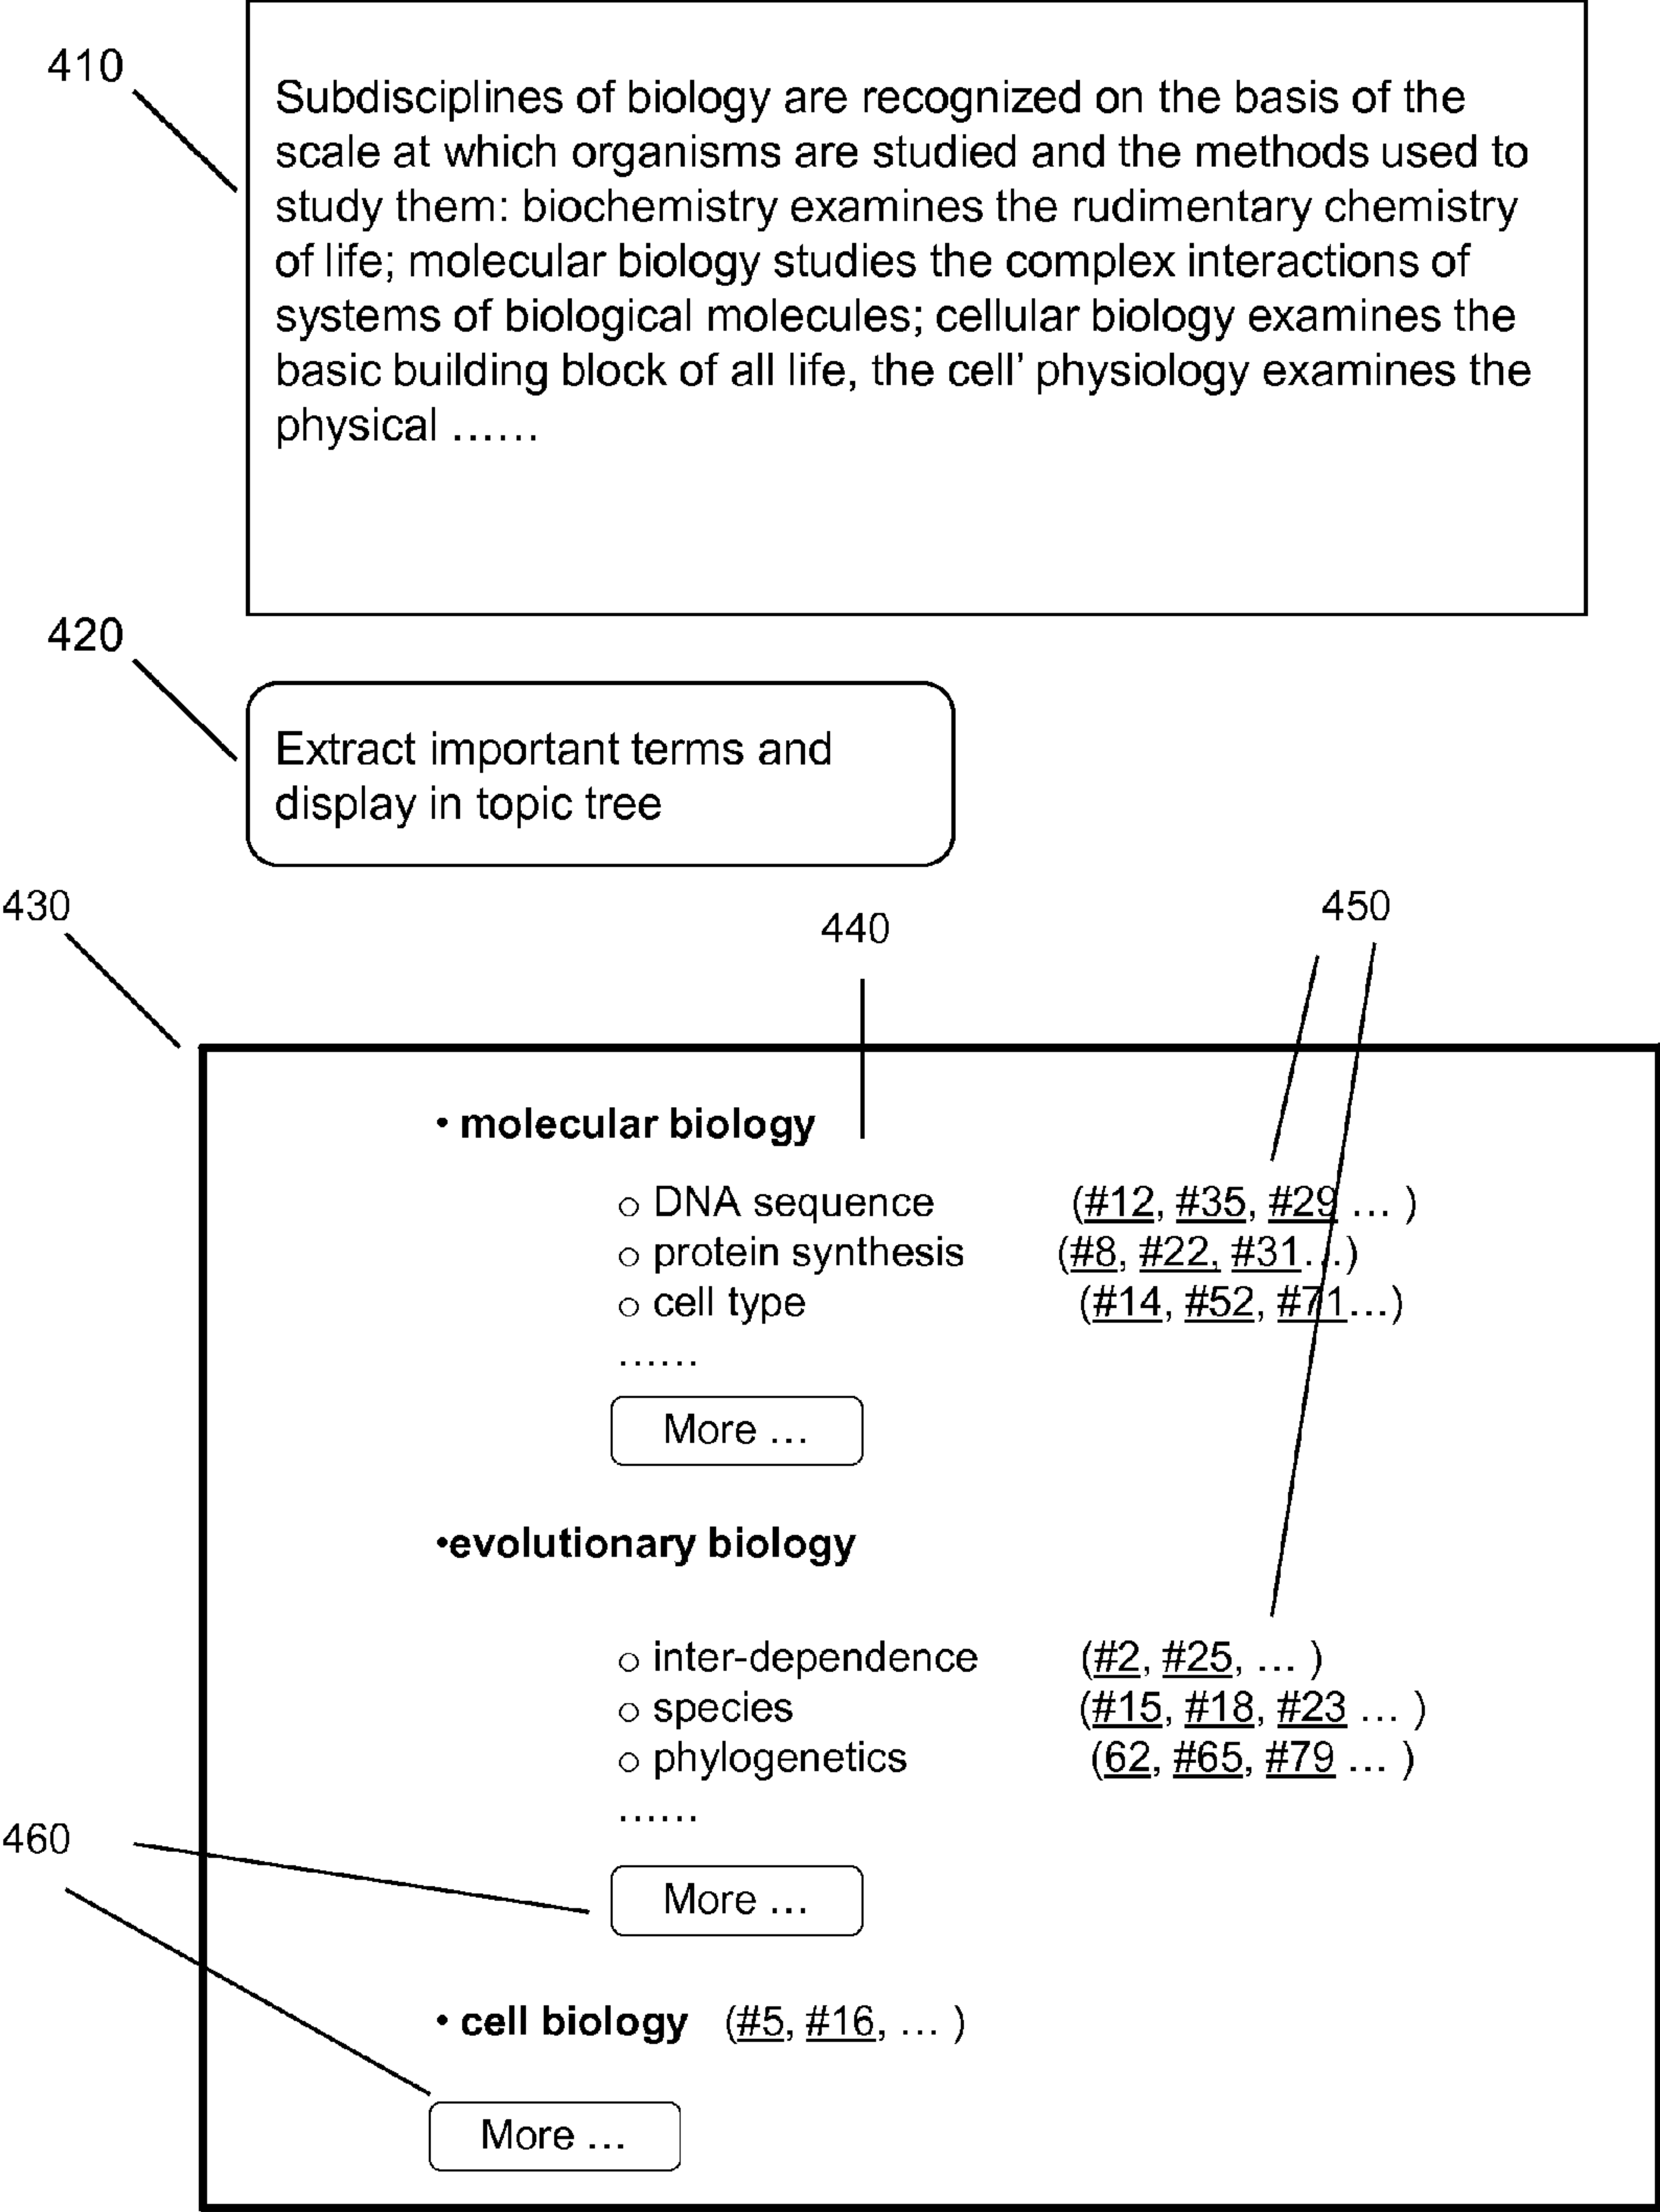 410
Subdisciplines of biology are recognized on the basis of the
scale at which organisms are studied and the methods used to
study them: biochemistry examines the rudimentary chemistry
of life; molecular biology studies the complex interactions of
systems of biological molecules; cellular biology examines the
basic building block of all life, the cell’ physiology examines the
physical ......
420
Extract important terms and
display in topic tree
430
440
450
• molecular biology
○ DNA sequence (#12, #35, #29 ... )
○ protein synthesis (#8, #22, #31...)
○ cell type (#14, #52, #71...)
......
More ...
•evolutionary biology
○ inter-dependence (#2, #25, ... )
○ species (#15, #18, #23 ... )
○ phylogenetics (62, #65, #79 ... )
......
460
More ...
• cell biology (#5, #16, ... )
More ...